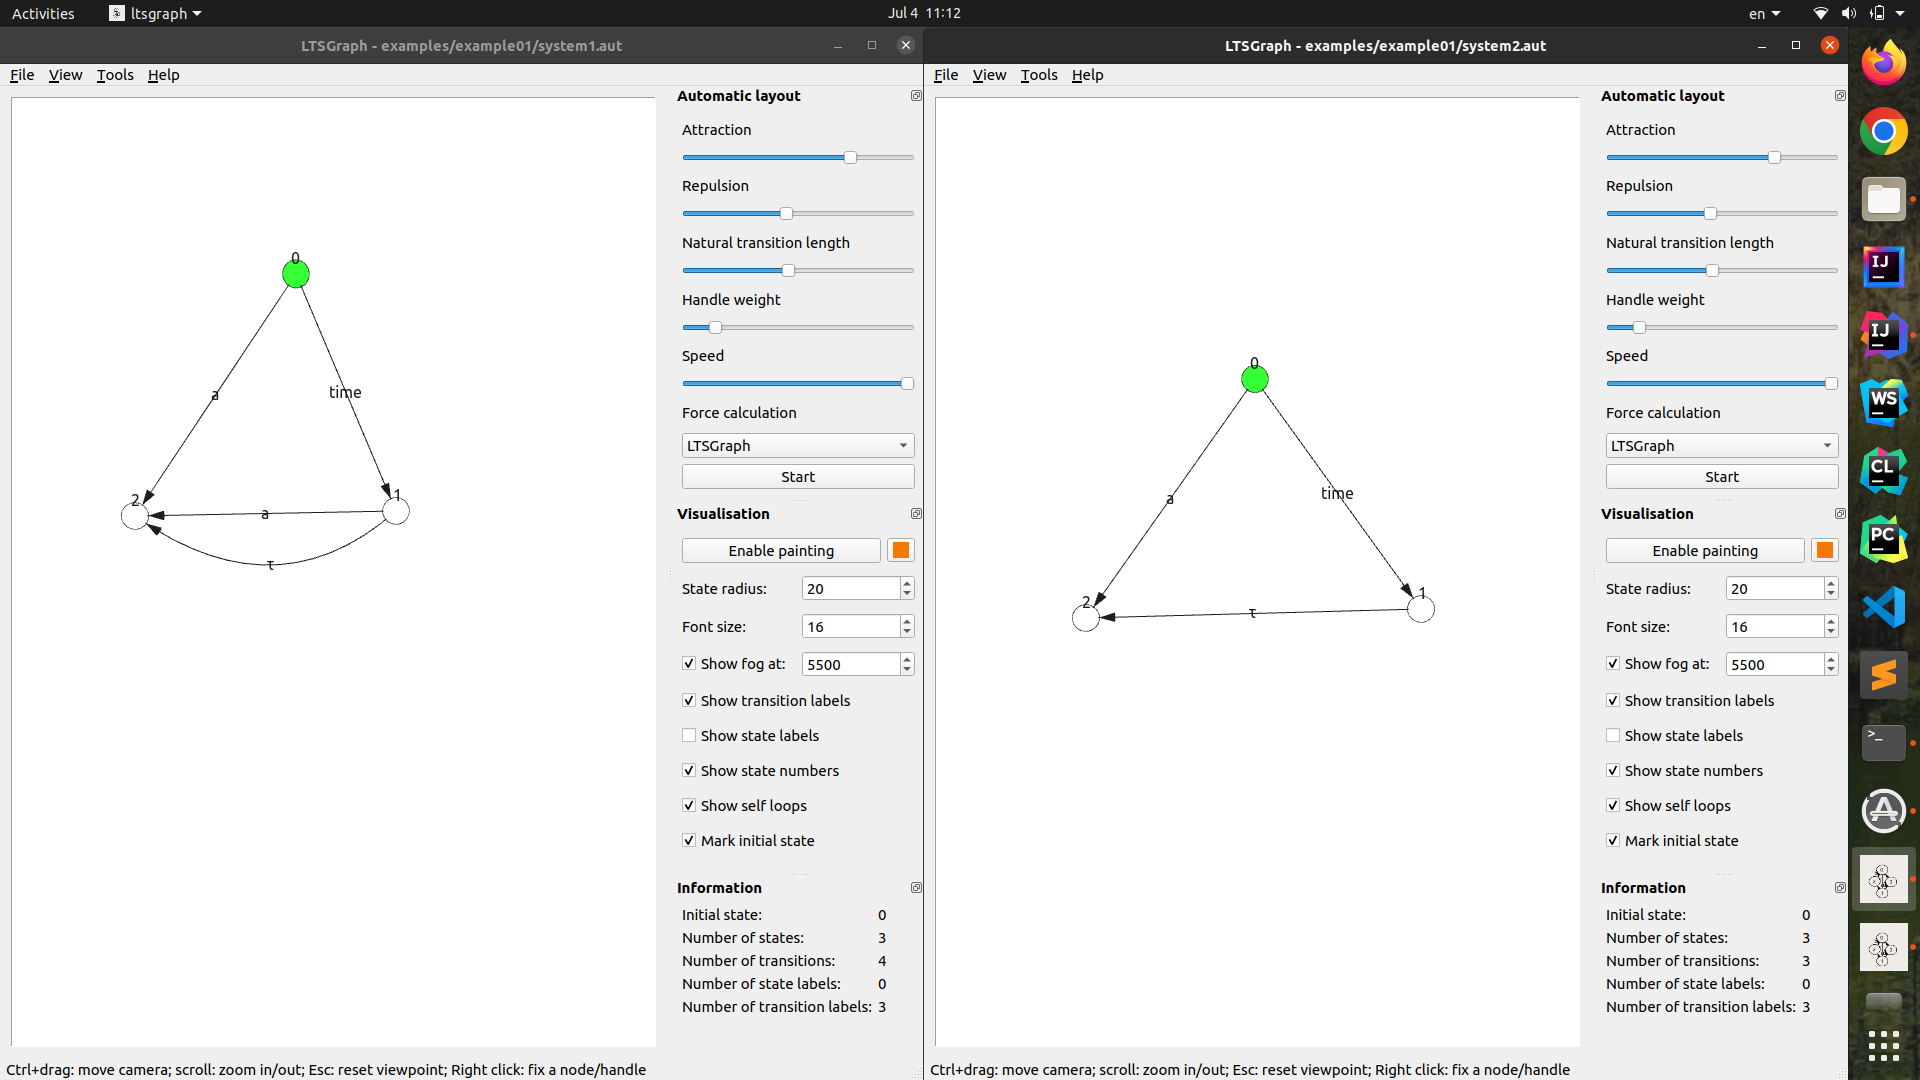 Activities
ltsgraph
Jul 4 11:12
en
LTSGraph - examples/example01/system1.aut
File View Tools Help
0
a
time
2
1
a
τ
Automatic layout
Attraction
Repulsion
Natural transition length
Handle weight
Speed
Force calculation
LTSGraph
Start
Visualisation
Enable painting
State radius: 20
Font size: 16
Show fog at: 5500
Show transition labels
Show state labels
Show state numbers
Show self loops
Mark initial state
Information
Initial state: 0
Number of states: 3
Number of transitions: 4
Number of state labels: 0
Number of transition labels: 3
Ctrl+drag: move camera; scroll: zoom in/out; Esc: reset viewpoint; Right click: fix a node/handle
LTSGraph - examples/example01/system2.aut
File View Tools Help
0
a
time
2
1
τ
Automatic layout
Attraction
Repulsion
Natural transition length
Handle weight
Speed
Force calculation
LTSGraph
Start
Visualisation
Enable painting
State radius: 20
Font size: 16
Show fog at: 5500
Show transition labels
Show state labels
Show state numbers
Show self loops
Mark initial state
Information
Initial state: 0
Number of states: 3
Number of transitions: 3
Number of state labels: 0
Number of transition labels: 3
Ctrl+drag: move camera; scroll: zoom in/out; Esc: reset viewpoint; Right click: fix a node/handle
IJ
IJ
WS
CL
PC
>_